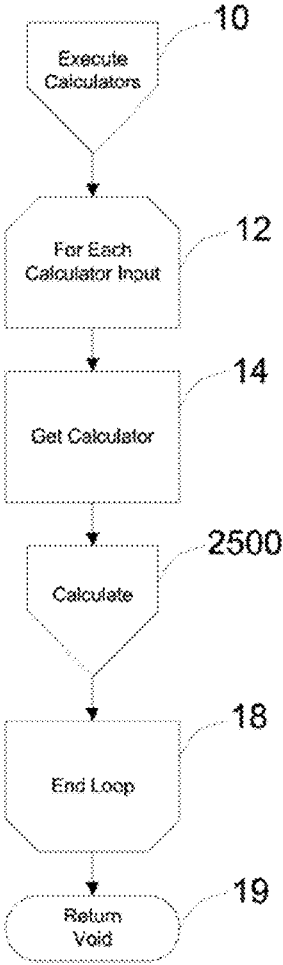 10
Execute
Calculators
12
For Each
Calculator Input
14
Get Calculator
2500
Calculate
18
End Loop
19
Return
Void